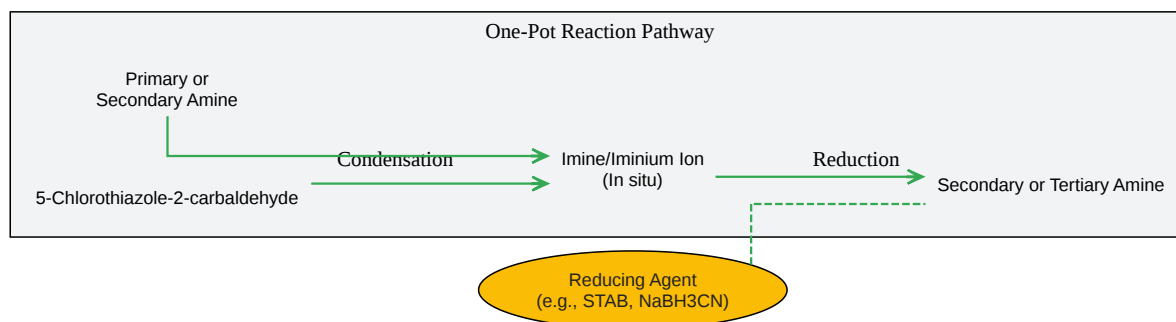 One-Pot Reaction Pathway
Primary or
Secondary Amine
Condensation
5-Chlorothiazole-2-carbaldehyde
Imine/Iminium Ion
(In situ)
Reduction
Secondary or Tertiary Amine
Reducing Agent
(e.g., STAB, NaBH3CN)